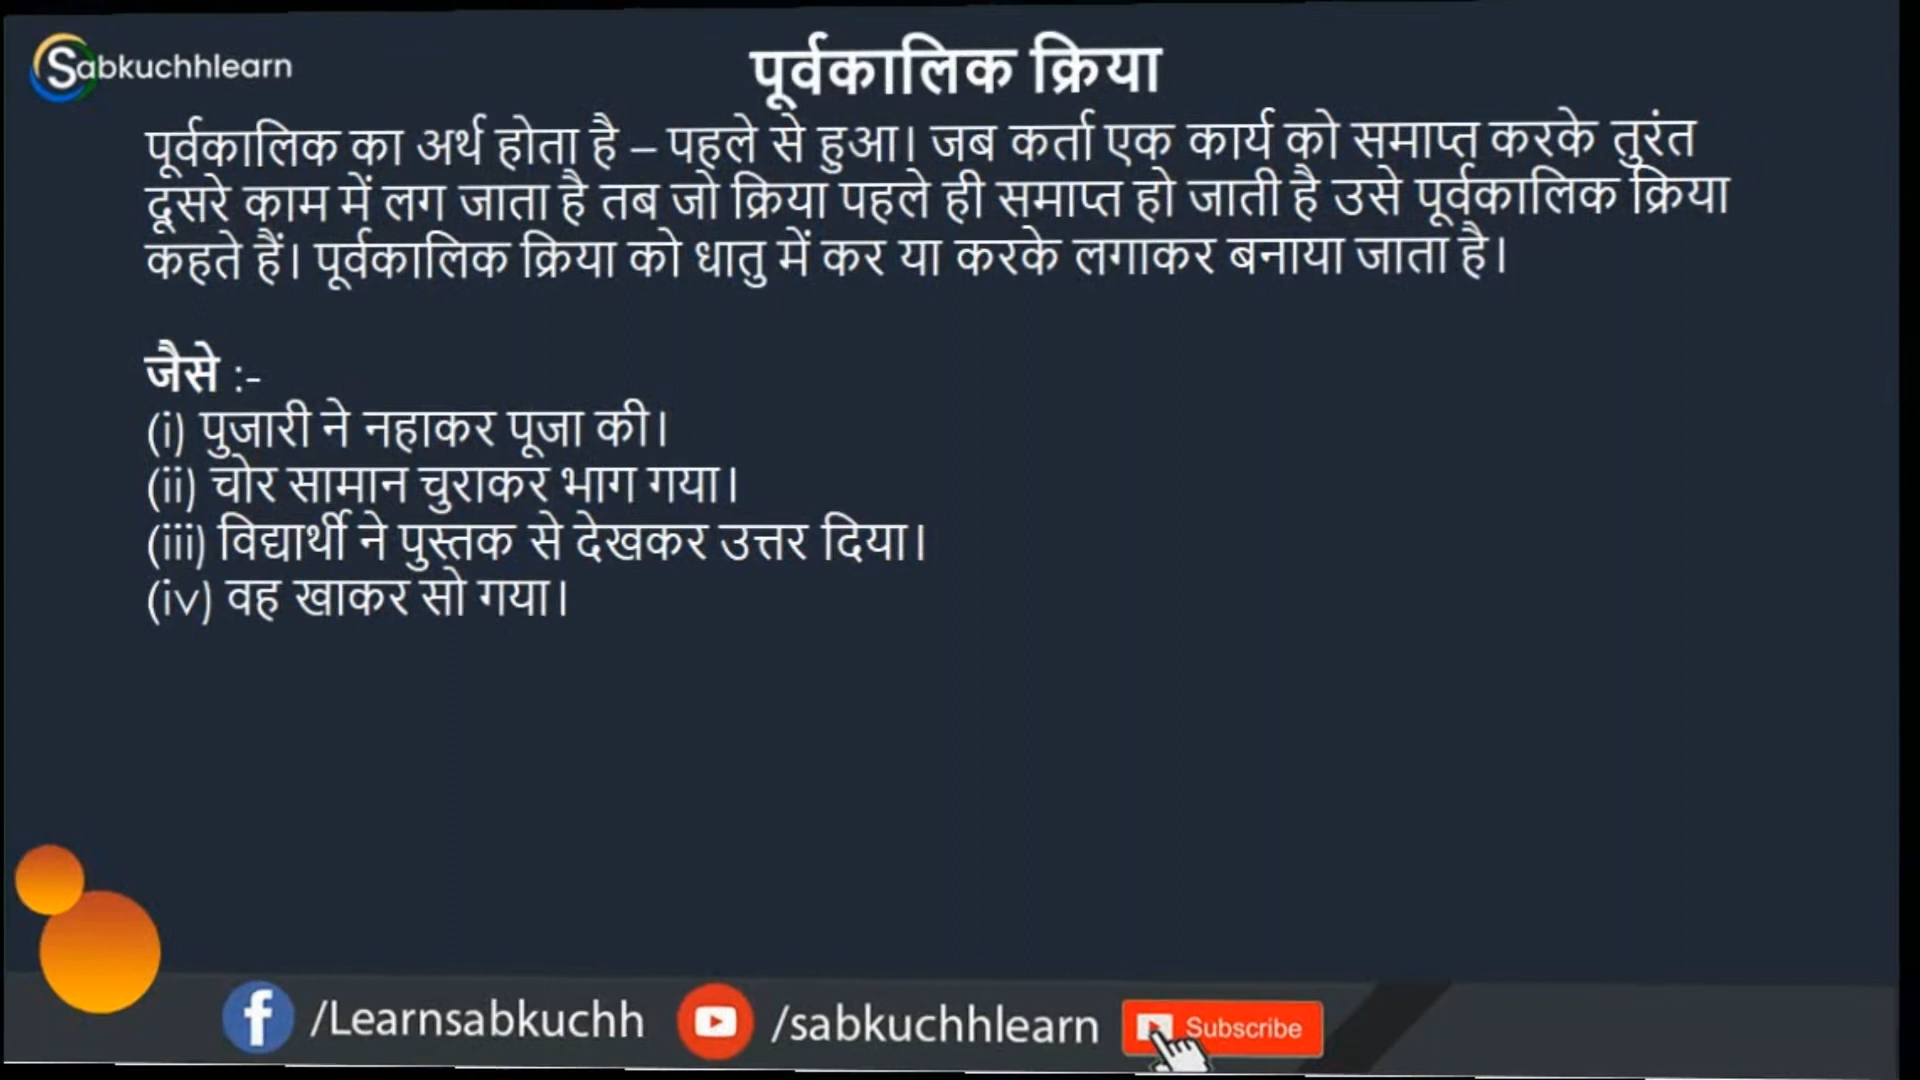 Sabkuchhlearn
पूर्वकालिक क्रिया
पूर्वकालिक का अर्थ होता है – पहले से हुआ। जब कर्ता एक कार्य को समाप्त करके तुरंत
दूसरे काम में लग जाता है तब जो क्रिया पहले ही समाप्त हो जाती है उसे पूर्वकालिक क्रिया
कहते हैं। पूर्वकालिक क्रिया को धातु में कर या करके लगाकर बनाया जाता है।
जैसे :-
(i) पुजारी ने नहाकर पूजा की।
(ii) चोर सामान चुराकर भाग गया।
(iii) विद्यार्थी ने पुस्तक से देखकर उत्तर दिया।
(iv) वह खाकर सो गया।
/Learnsabkuchh /sabkuchhlearn Subscribe